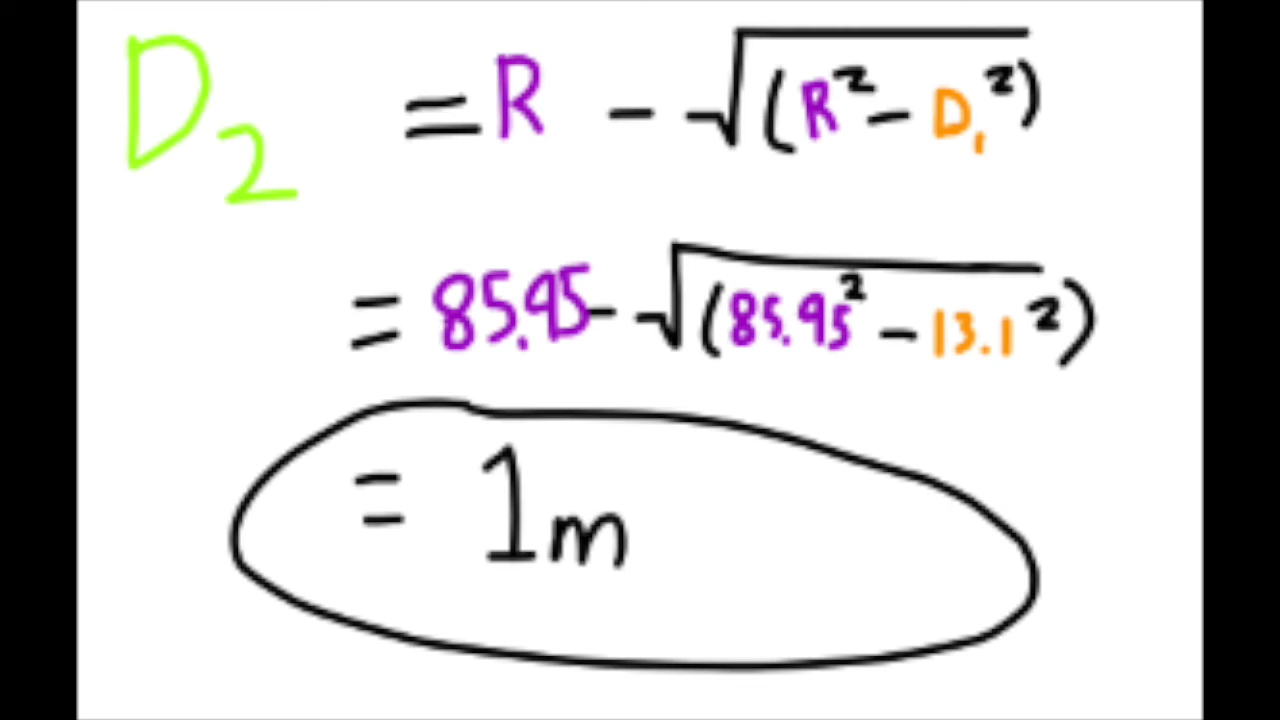 D₂ = R - √(R² - D₁²)
= 85.95 - √(85.95² - 13.1²)
= 1m